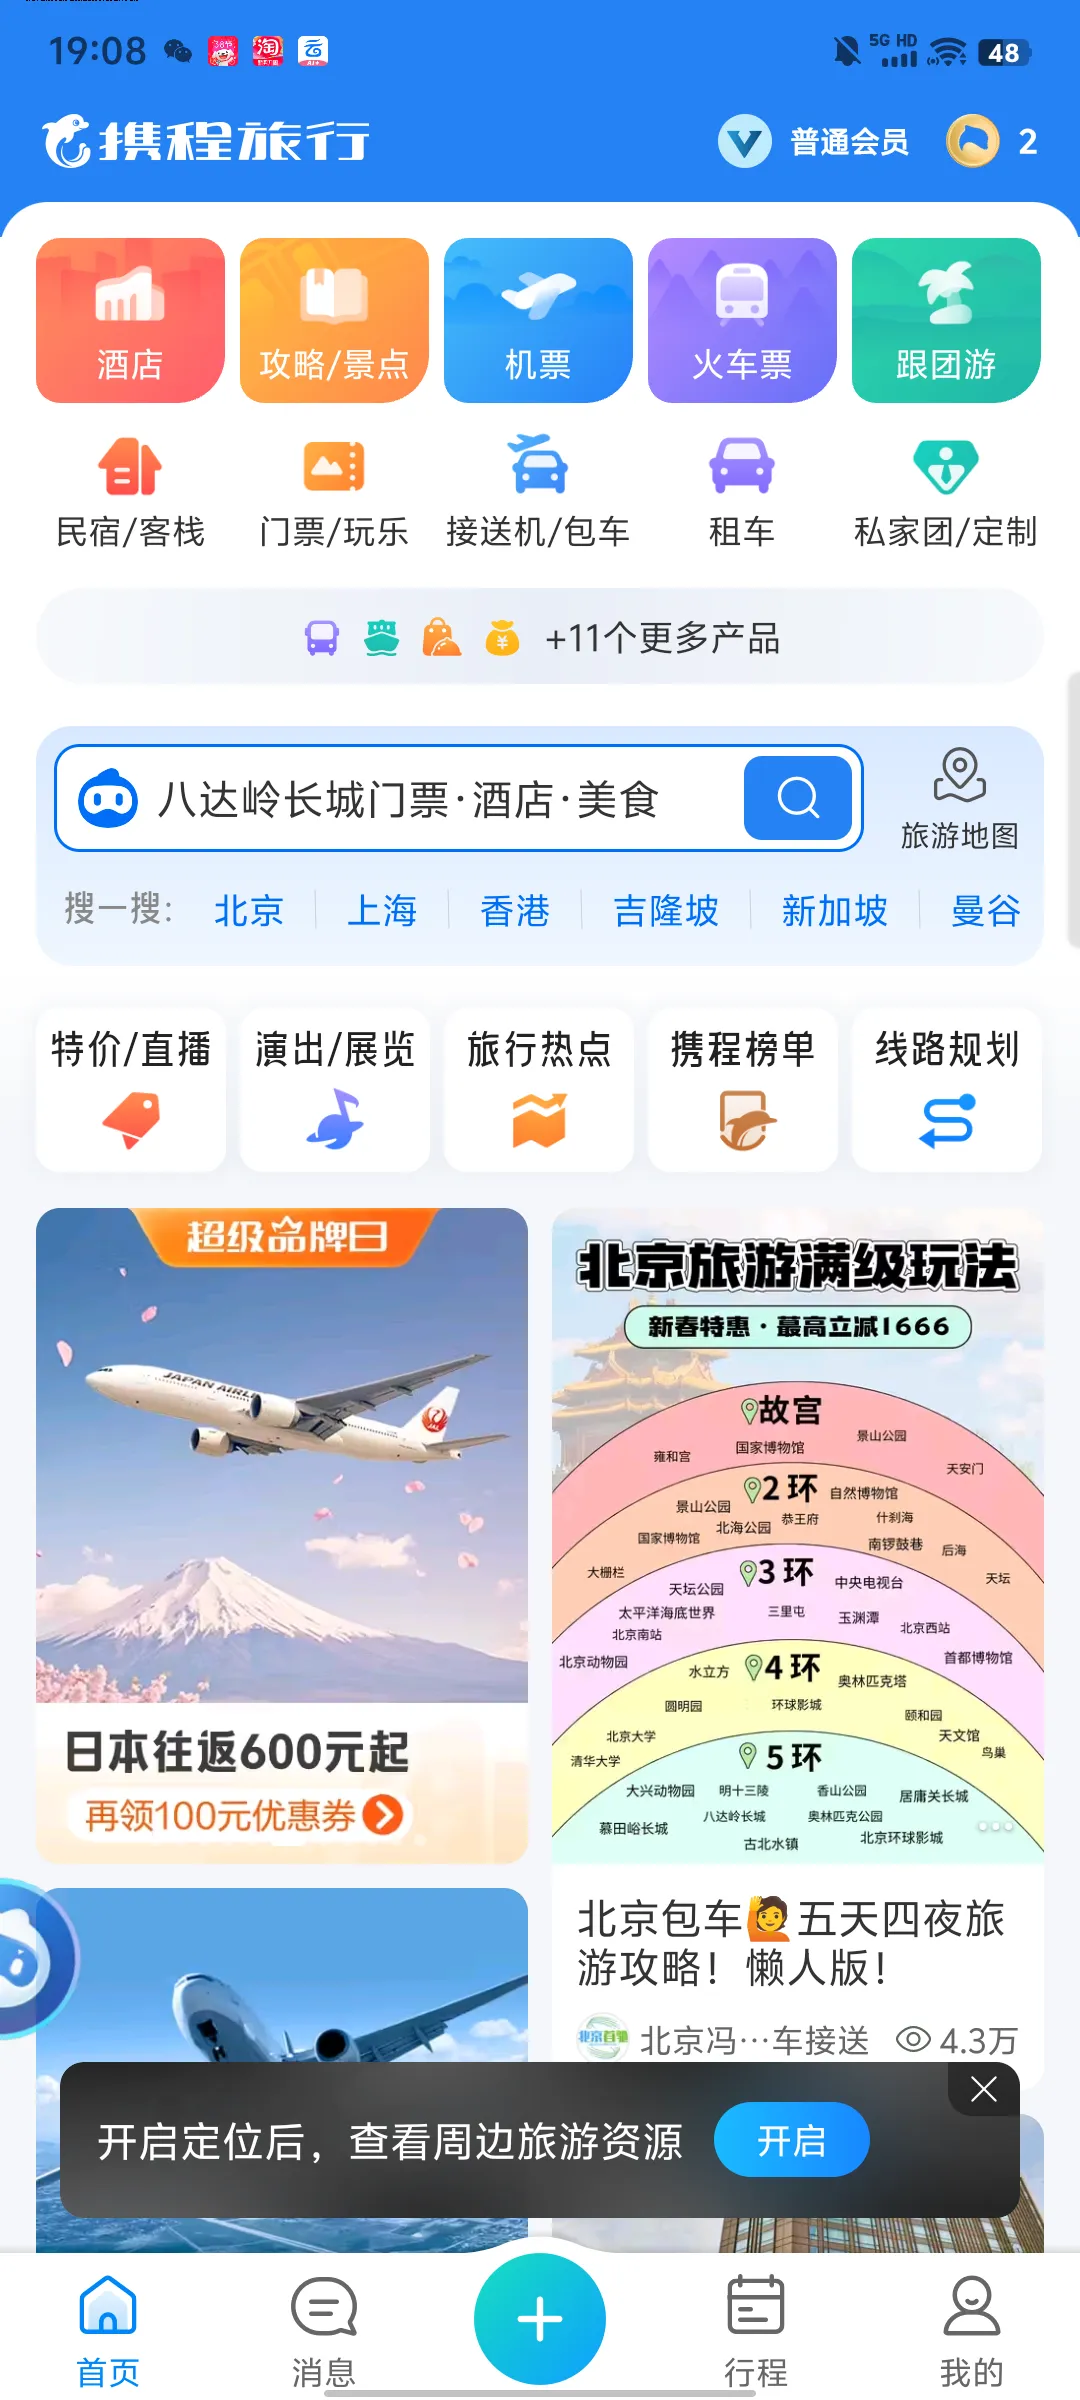 19:08
5G HD
48
携程旅行
普通会员
2
酒店
攻略/景点
机票
火车票
跟团游
民宿/客栈
门票/玩乐
接送机/包车
租车
私家团/定制
+11个更多产品
八达岭长城门票·酒店·美食
旅游地图
搜一搜:
北京
上海
香港
吉隆坡
新加坡
曼谷
特价/直播
演出/展览
旅行热点
携程榜单
线路规划
超级品牌日
JAPAN AIRL
日本往返600元起
再领100元优惠券
北京旅游满级玩法
新春特惠·最高立减1666
故宫
景山公园
国家博物馆
雍和宫
天安门
2环
自然博物馆
景山公园
恭王府
什刹海
北海公园
国家博物馆
南锣鼓巷
后海
大栅栏
3环
天坛
天坛公园
中央电视台
太平洋海底世界
三里屯
玉渊潭
北京南站
北京西站
北京动物园
首都博物馆
4环
水立方
奥林匹克塔
圆明园
环球影城
颐和园
北京大学
天文馆
鸟巢
清华大学
5环
大兴动物园
明十三陵
香山公园
居庸关长城
八达岭长城
奥林匹克公园
慕田峪长城
古北水镇
北京环球影城
北京包车🙋五天四夜旅
游攻略！懒人版！
北京冯…车接送
4.3万
开启定位后，查看周边旅游资源
开启
首页
消息
行程
我的